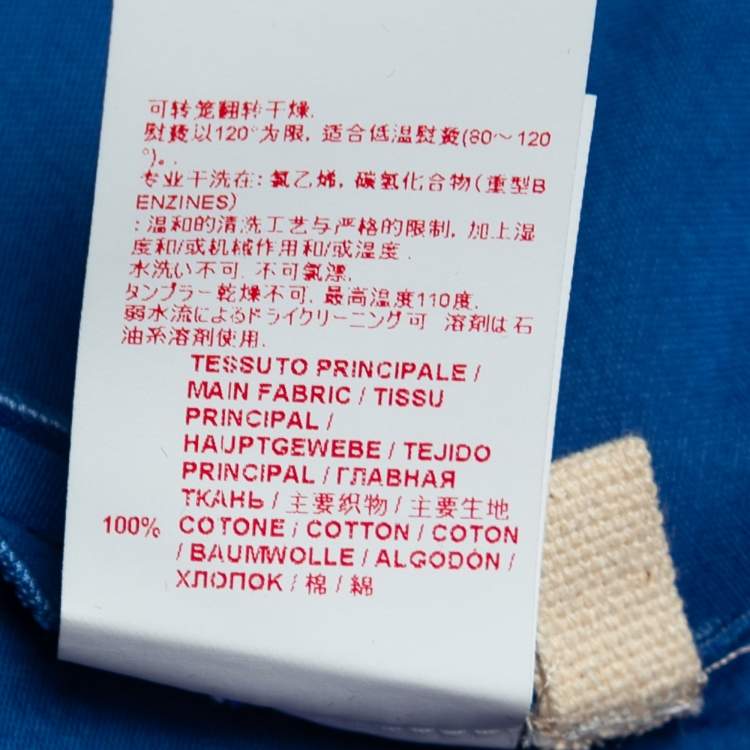 可转笼翻转干燥.
熨烫以120°为限, 适合低温熨烫(80～120
°)。.
专业干洗在: 氯乙烯, 碳氢化合物(重型B
ENZINES)
: 温和的清洗工艺与严格的限制, 加上湿
度和/或机械作用和/或湿度.
水洗い不可. 不可氯漂.
タンブラー乾燥不可. 最高温度110度.
弱水流によるドライクリーニング可 溶剤は石
油系溶剤使用.
TESSUTO PRINCIPALE /
MAIN FABRIC / TISSU
PRINCIPAL /
HAUPTGEWEBE / TEJIDO
PRINCIPAL / ГЛАВНАЯ
ТКАНЬ / 主要织物 / 主要生地
100% COTONE / COTTON / COTON
/ BAUMWOLLE / ALGODÓN /
ХЛОПОК / 棉 / 綿